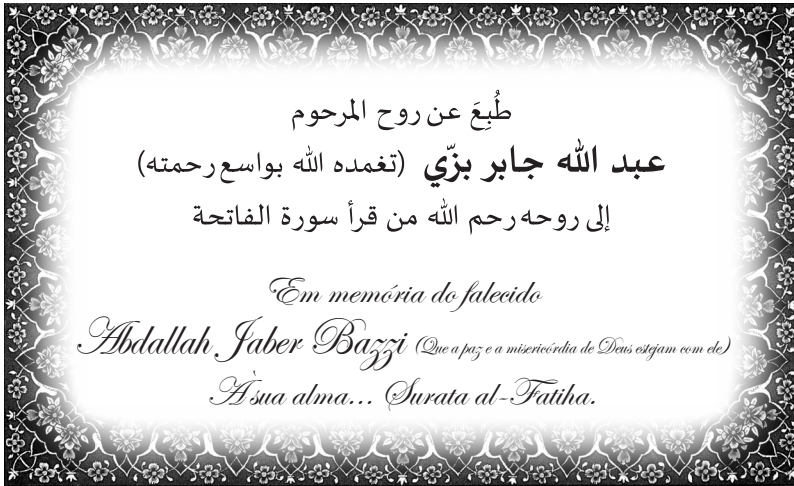 طُبِعَ عن روح المرحوم
عبد الله جابر بزّي (تغمده الله بواسع رحمته)
إلى روحه رحم الله من قرأ سورة الفاتحة
Em memória do falecido
Abdallah Jaber Bazzi (Que a paz e a misericórdia de Deus estejam com ele)
À sua alma... Surata al-Fatiha.